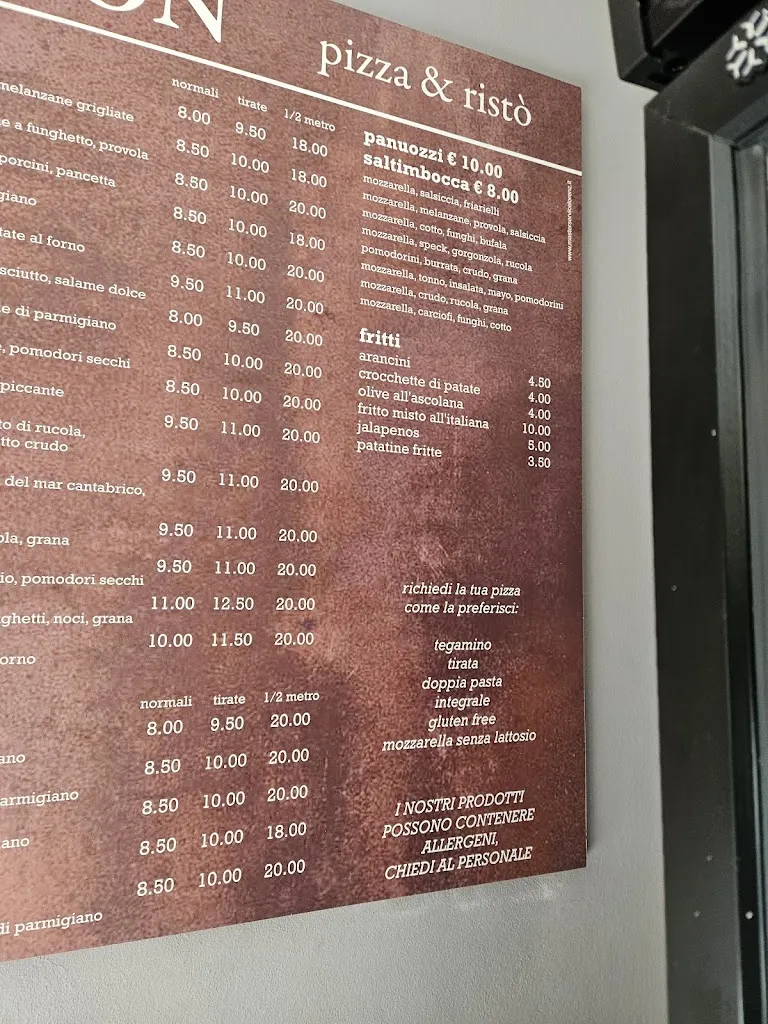 ON
pizza & ristò
normali tirate 1/2 metro
melanzane grigliate 8.00 9.50 18.00
e a funghetto, provola 8.50 10.00 18.00
porcini, pancetta 8.50 10.00 20.00
giano 8.50 10.00 18.00
tate al forno 8.50 10.00 20.00
sciutto, salame dolce 9.50 11.00 20.00
e di parmigiano 8.00 9.50 20.00
, pomodori secchi 8.50 10.00 20.00
piccante 8.50 10.00 20.00
to di rucola,
tto crudo 9.50 11.00 20.00
del mar cantabrico, 9.50 11.00 20.00
ola, grana 9.50 11.00 20.00
io, pomodori secchi 9.50 11.00 20.00
ghetti, noci, grana 11.00 12.50 20.00
orno 10.00 11.50 20.00
normali tirate 1/2 metro
8.00 9.50 20.00
ano 8.50 10.00 20.00
armigiano 8.50 10.00 20.00
ano 8.50 10.00 18.00
di parmigiano 8.50 10.00 20.00
panuozzi € 10.00
saltimbocca € 8.00
mozzarella, salsiccia, friarielli
mozzarella, melanzane, provola, salsiccia
mozzarella, cotto, funghi, bufala
mozzarella, speck, gorgonzola, rucola
pomodorini, burrata, crudo, grana
mozzarella, tonno, insalata, mayo, pomodorini
mozzarella, crudo, rucola, grana
mozzarella, carciofi, funghi, cotto
fritti
arancini 4.50
crocchette di patate 4.00
olive all'ascolana 4.00
fritto misto all'italiana 10.00
jalapenos 5.00
patatine fritte 3.50
richiedi la tua pizza
come la preferisci:
tegamino
tirata
doppia pasta
integrale
gluten free
mozzarella senza lattosio
I NOSTRI PRODOTTI
POSSONO CONTENERE
ALLERGENI,
CHIEDI AL PERSONALE